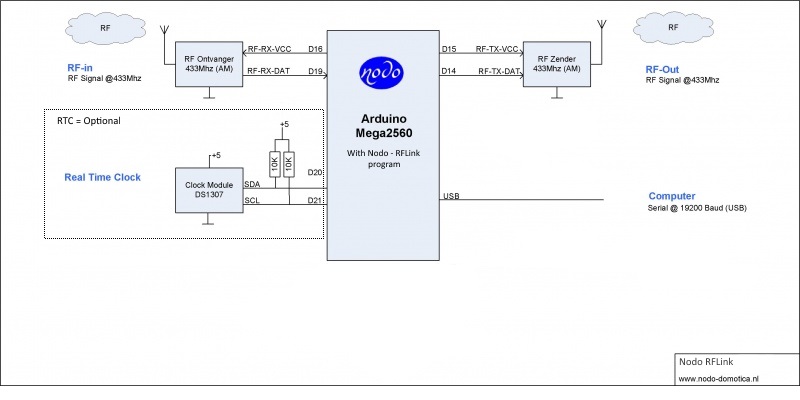 RF
RF
RF-RX-VCC
D16
D15
RF-TX-VCC
RF-in
RF Signal @433Mhz
RF Ontvanger
433Mhz (AM)
RF-RX-DAT
D19
nodo
D14
RF-TX-DAT
RF Zender
433Mhz (AM)
RF-Out
RF Signal @433Mhz
RTC = Optional
+5
Arduino
Mega2560
With Nodo - RFLink
program
+5
10K
10K
D20
Real Time Clock
Clock Module
DS1307
SDA
SCL
D21
USB
Computer
Serial @ 19200 Baud (USB)
Nodo RFLink
www.nodo-domotica.nl